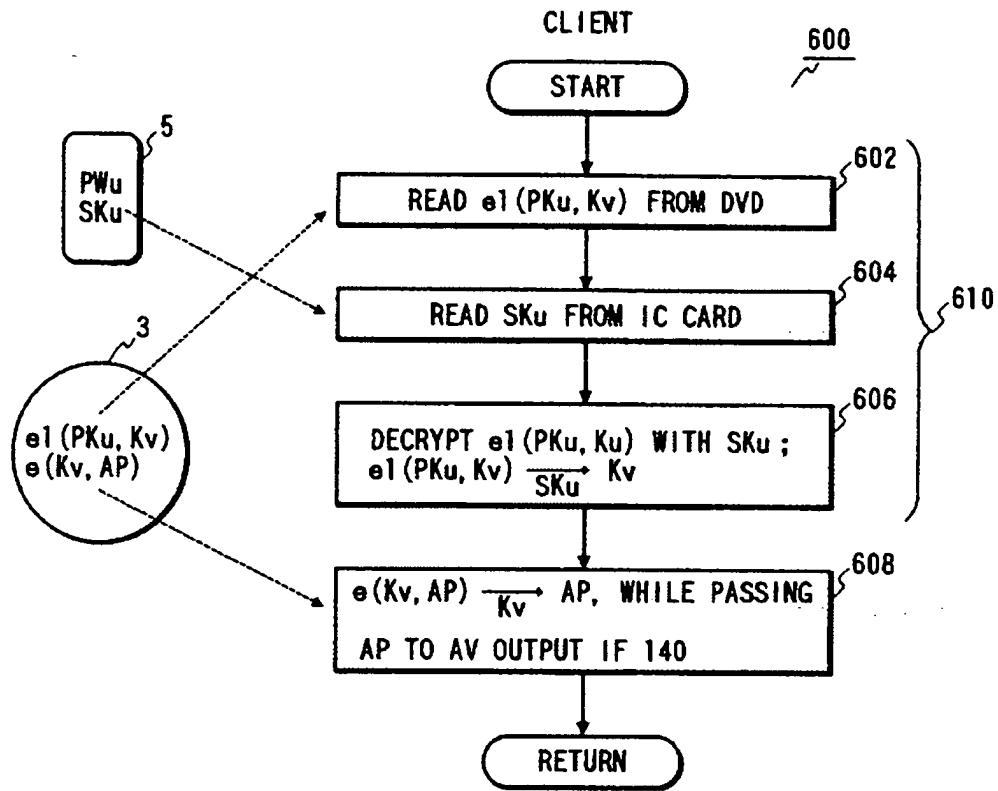 CLIENT
600
START
5
PWu
SKu
602
READ e1(PKu, Kv) FROM DVD
604
READ SKu FROM IC CARD
610
3
e1(PKu, Kv)
e(Kv, AP)
606
DECRYPT e1(PKu, Ku) WITH SKu ;
e1(PKu, Kv) SKu Kv
608
e(Kv, AP) Kv AP, WHILE PASSING
AP TO AV OUTPUT IF 140
RETURN